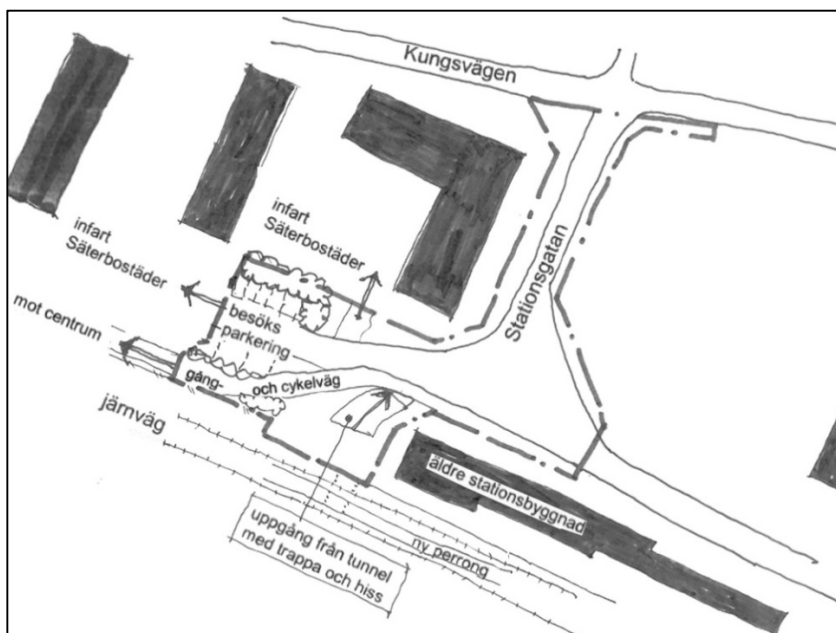 Kungsvägen
infart
Säterbostäder
infart
Säterbostäder
Stationsgatan
mot centrum
besöks
parkering
gång-
och cykelväg
järnväg
äldre stationsbyggnad
ny perrong
uppgång från tunnel
med trappa och hiss